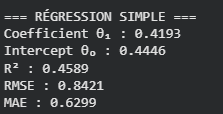 === RÉGRESSION SIMPLE ===
Coefficient θ₁ : 0.4193
Intercept θ₀ : 0.4446
R² : 0.4589
RMSE : 0.8421
MAE : 0.6299